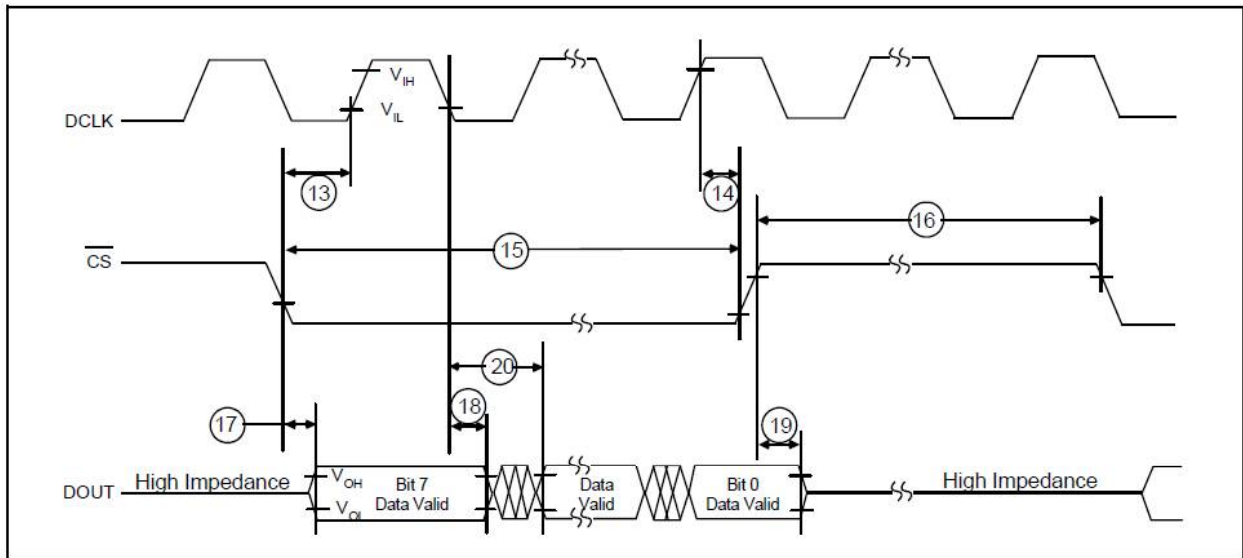 V_IH
DCLK
V_IL
13
14
16
CS
15
20
17
18
19
High Impedance
V_OH
Bit 7
Data
Bit 0
High Impedance
DOUT
V_OL
Data Valid
Valid
Data Valid